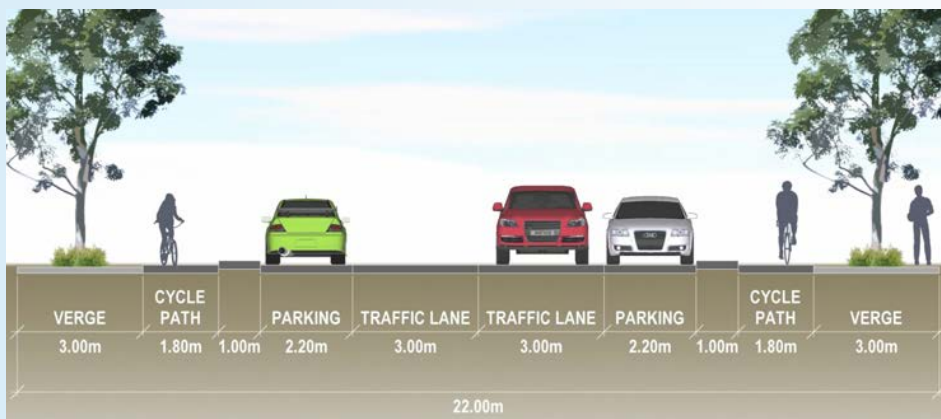 VERGE
CYCLE
PATH
PARKING
TRAFFIC LANE
TRAFFIC LANE
PARKING
CYCLE
PATH
VERGE
3.00m
1.80m
1.00m
2.20m
3.00m
3.00m
2.20m
1.00m
1.80m
3.00m
22.00m